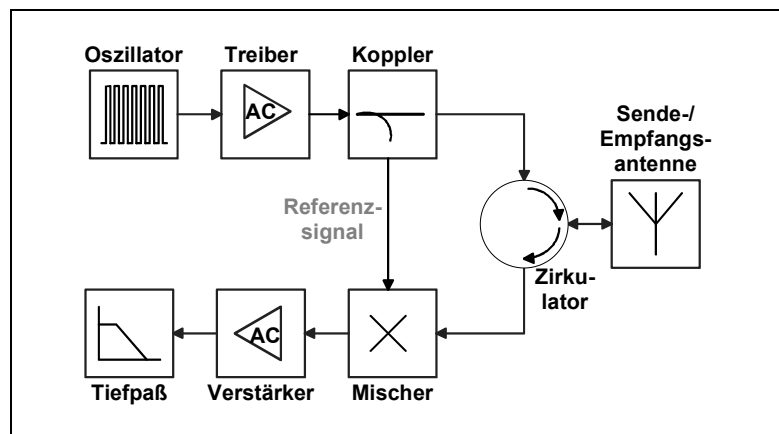 Oszillator
Treiber
Koppler
AC
Sende-/
Empfangs-
antenne
Referenz-
signal
Zirku-
lator
AC
Tiefpaß
Verstärker
Mischer